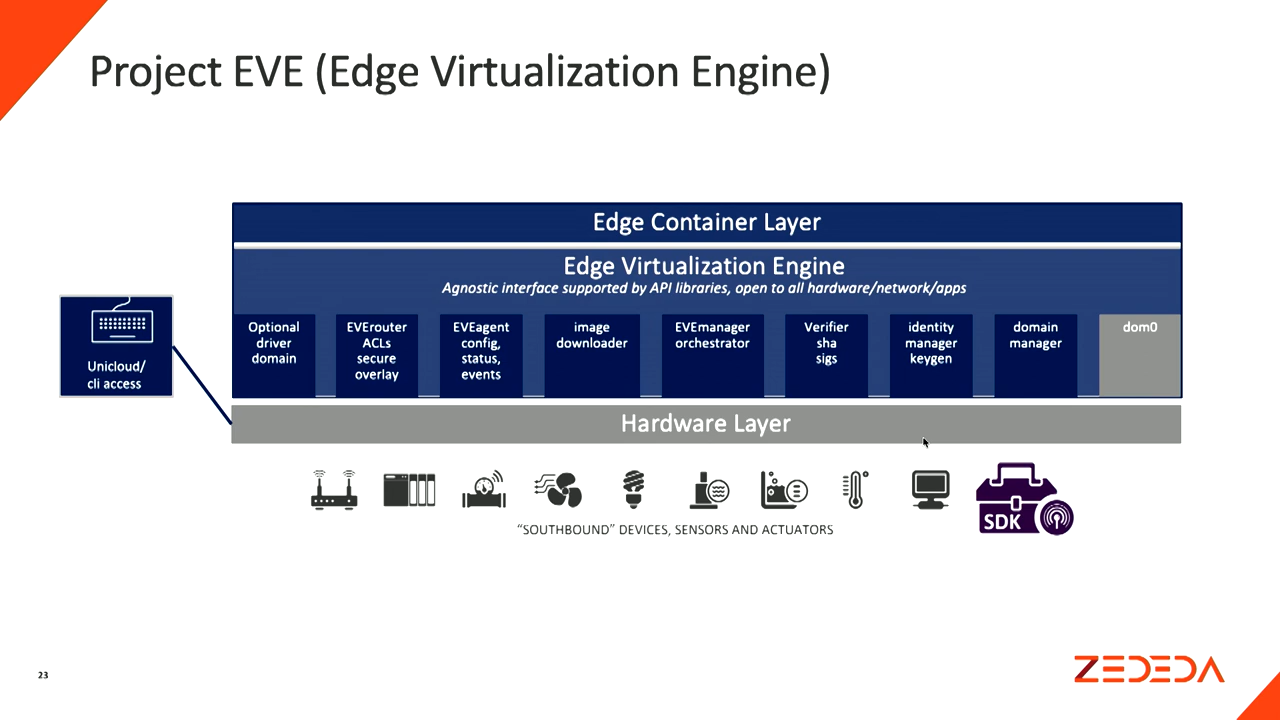 Project EVE (Edge Virtualization Engine)
Edge Container Layer
Edge Virtualization Engine
Agnostic interface supported by API libraries, open to all hardware/network/apps
Unicloud/
cli access
Optional
driver
domain
EVErouter
ACLs
secure
overlay
EVEagent
config,
status,
events
image
downloader
EVEmanager
orchestrator
Verifier
sha
sigs
identity
manager
keygen
domain
manager
dom0
Hardware Layer
SDK
“SOUTHBOUND” DEVICES, SENSORS AND ACTUATORS
23
ZEDEDA